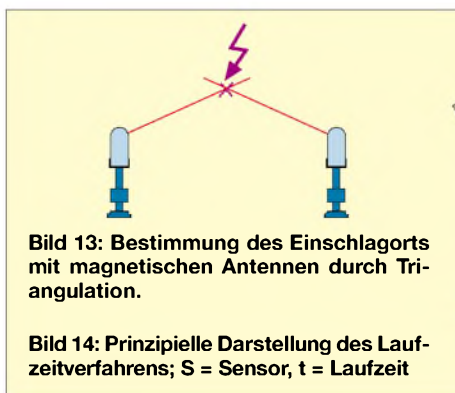 Bild 13: Bestimmung des Einschlagorts
mit magnetischen Antennen durch Tri-
angulation.
Bild 14: Prinzipielle Darstellung des Lauf-
zeitverfahrens; S = Sensor, t = Laufzeit